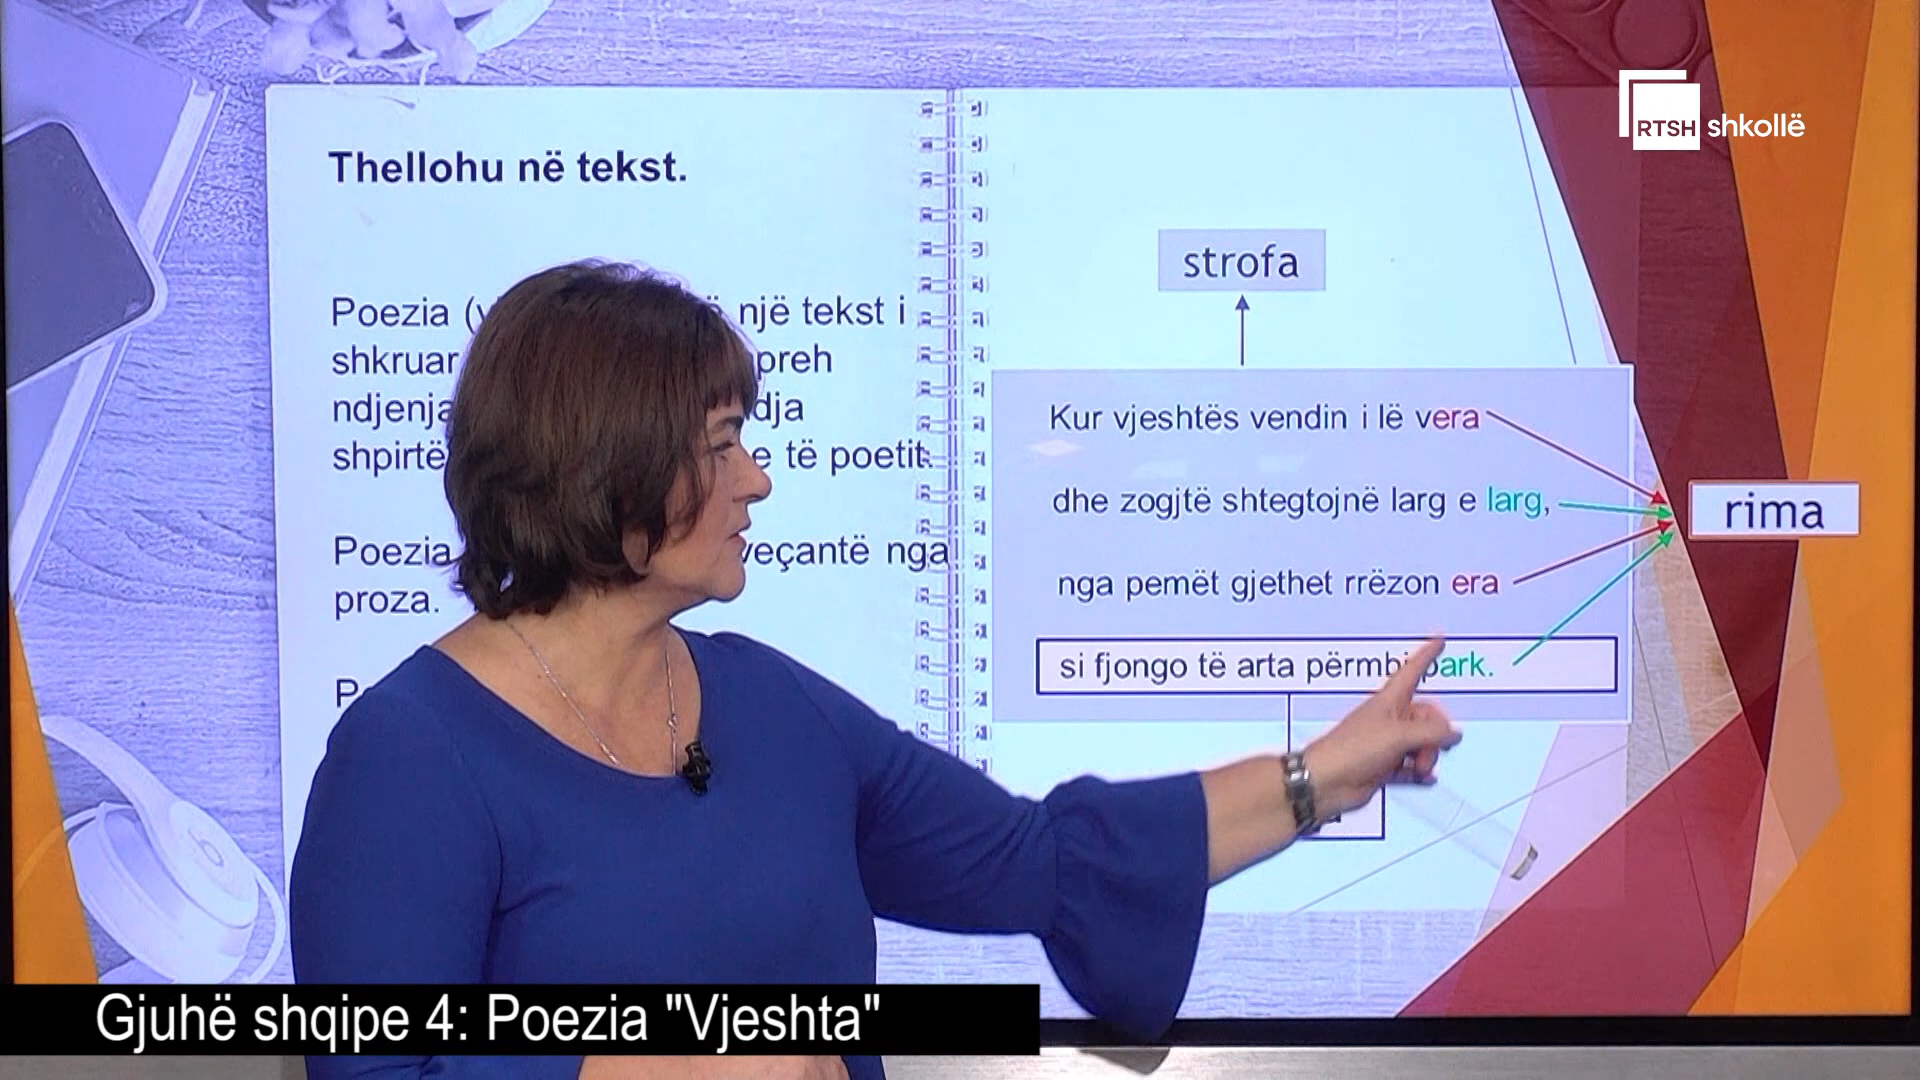 RTSH shkollë
Thellohu në tekst.
Poezia një tekst i
shkruar preh
ndjenja
shpirtë e të poetit.
Poezia veçantë nga
proza.
strofa
Kur vjeshtës vendin i lë vera
dhe zogjtë shtegtojnë larg e larg,
nga pemët gjethet rrëzon era
si fjongo të arta përmbi park.
rima
Gjuhë shqipe 4: Poezia "Vjeshta"